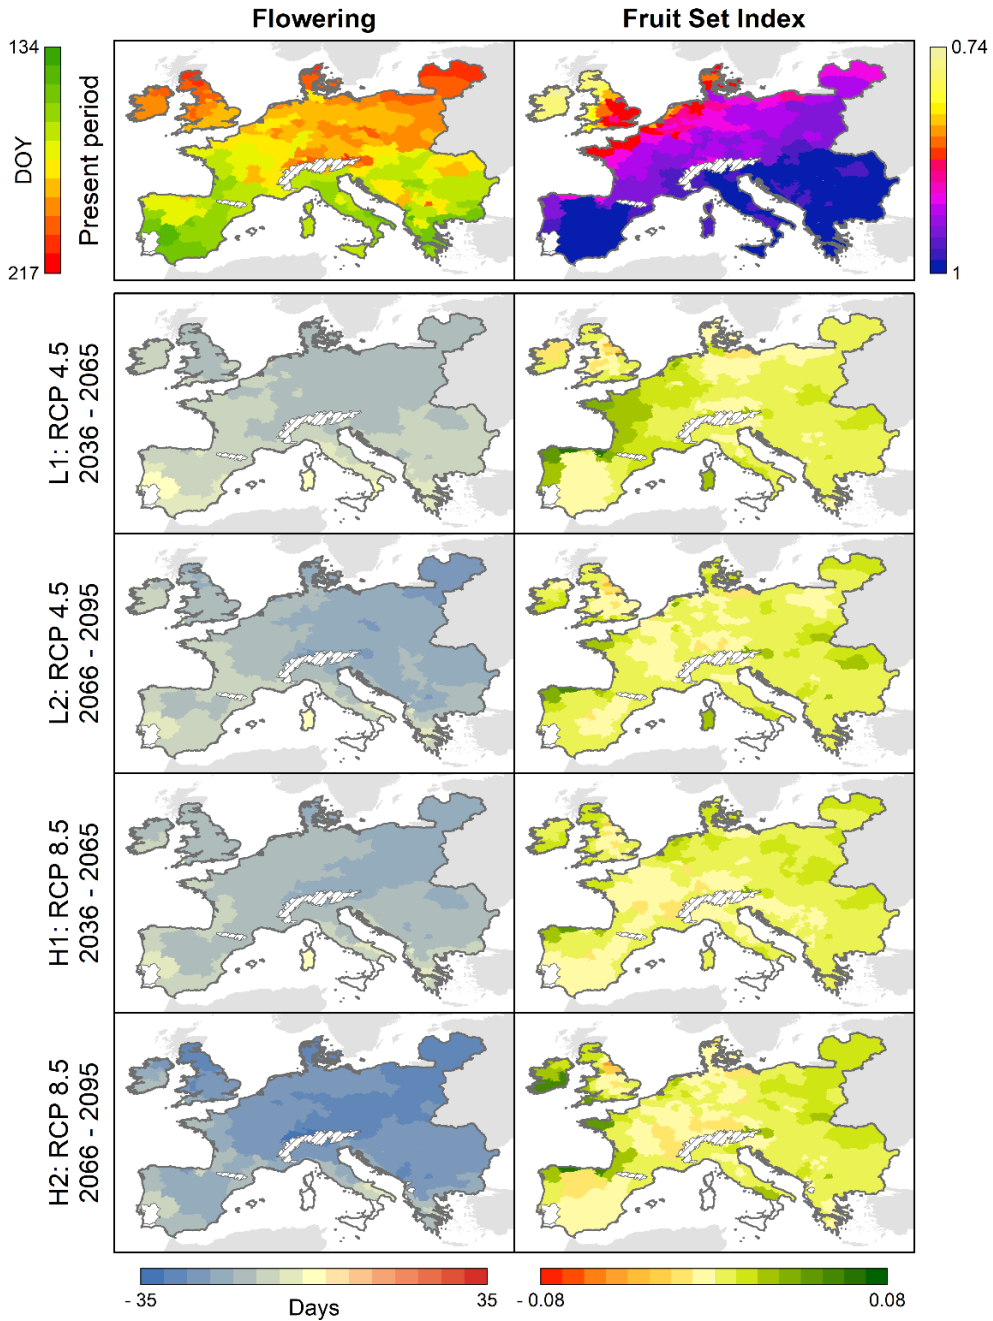 Flowering
Fruit Set Index
134
DOY
217
Present period
0.74
1
L1: RCP 4.5
2036 - 2065
L2: RCP 4.5
2066 - 2095
H1: RCP 8.5
2036 - 2065
H2: RCP 8.5
2066 - 2095
- 35
Days
35
- 0.08
0.08